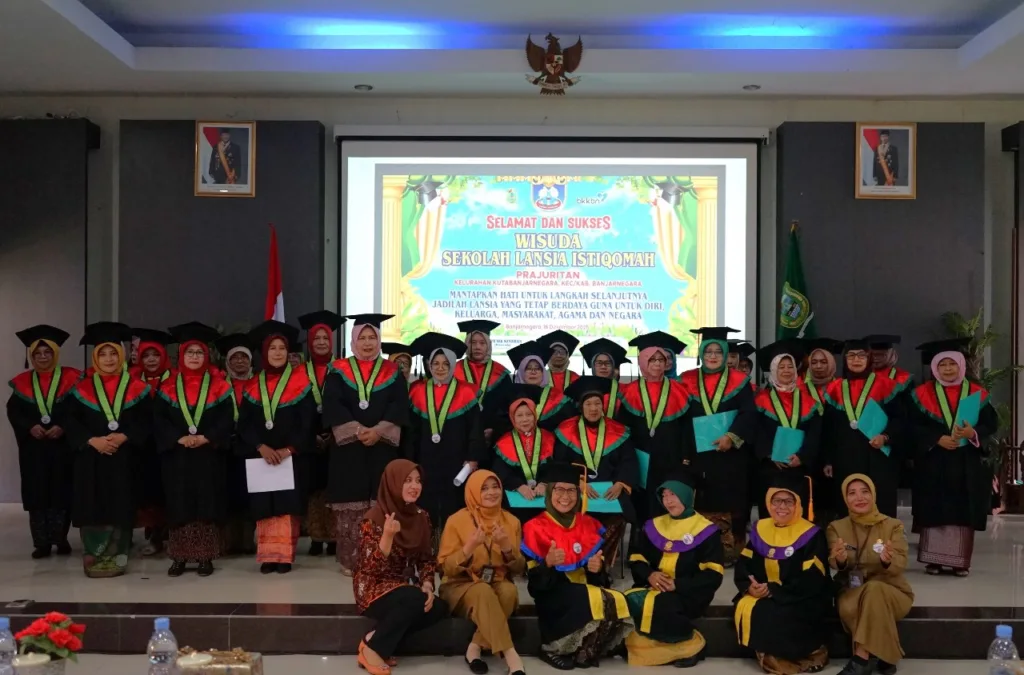 bkkbn
SELAMAT DAN SUKSES
WISUDA
SEKOLAH LANSIA ISTIQOMAH
PRAJURITAN
KELURAHAN KUTABANJARNEGARA, KEC/KAB. BANJARNEGARA
MANTAPKAN HATI UNTUK LANGKAH SELANJUTNYA
JADILAH LANSIA YANG TETAP BERDAYA GUNA UNTUK DIRI,
KELUARGA, MASYARAKAT, AGAMA DAN NEGARA